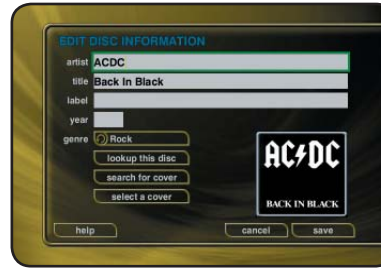 EDIT DISC INFORMATION
artist ACDC
title Back In Black
label
year
genre Rock
lookup this disc
search for cover
select a cover
AC⚡DC
BACK IN BLACK
help cancel save